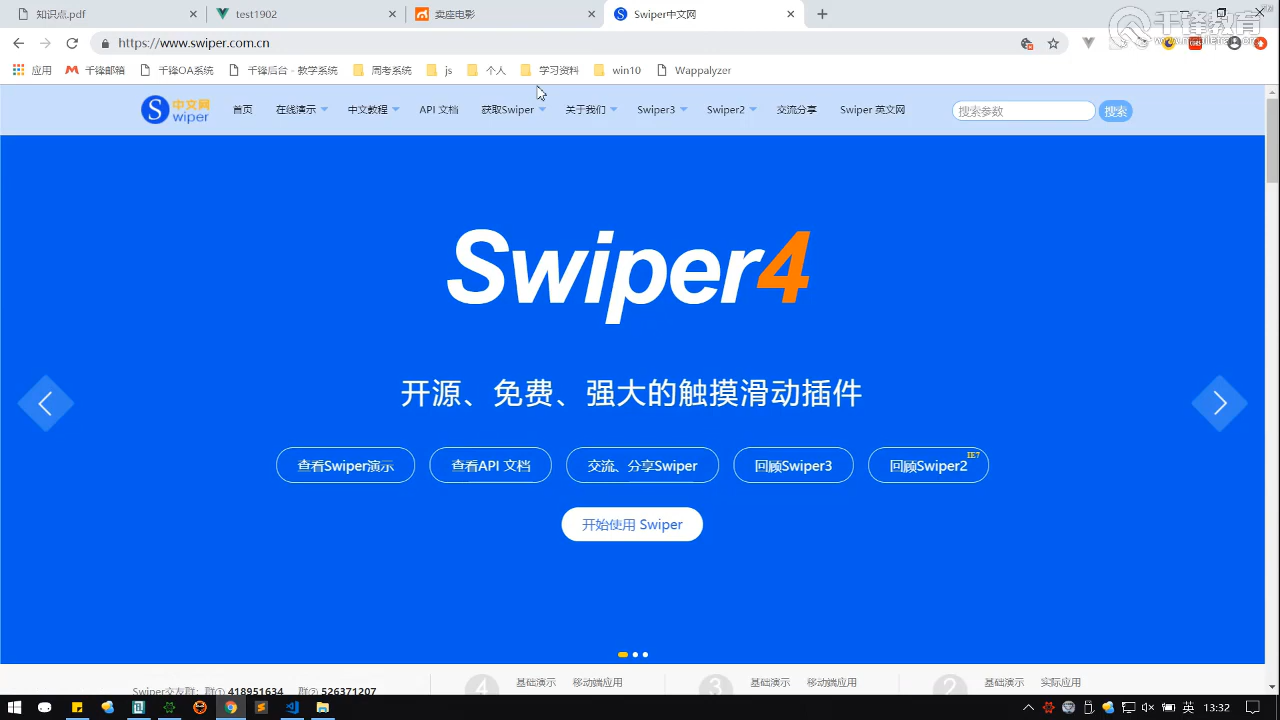 知识点.pdf
test1902
卖座电影
Swiper中文网
千锋教育
https://www.swiper.com.cn
应用
千锋邮箱
千锋OA系统
千锋后台 - 教学系统
周考系统
js
个人
学习资料
win10
Wappalyzer
S 中文网 wiper
首页
在线演示
中文教程
API 文档
获取Swiper
关于我们
Swiper3
Swiper2
交流分享
Swiper 英文网
搜索参数
搜索
Swiper4
开源、免费、强大的触摸滑动插件
查看Swiper演示
查看API 文档
交流、分享Swiper
回顾Swiper3
回顾Swiper2
IE7
开始使用 Swiper
Swiper交友群：群① 418951634 群② 526371207
4
基础演示
移动端应用
3
基础演示
移动端应用
2
基础演示
实际应用
英
13:32